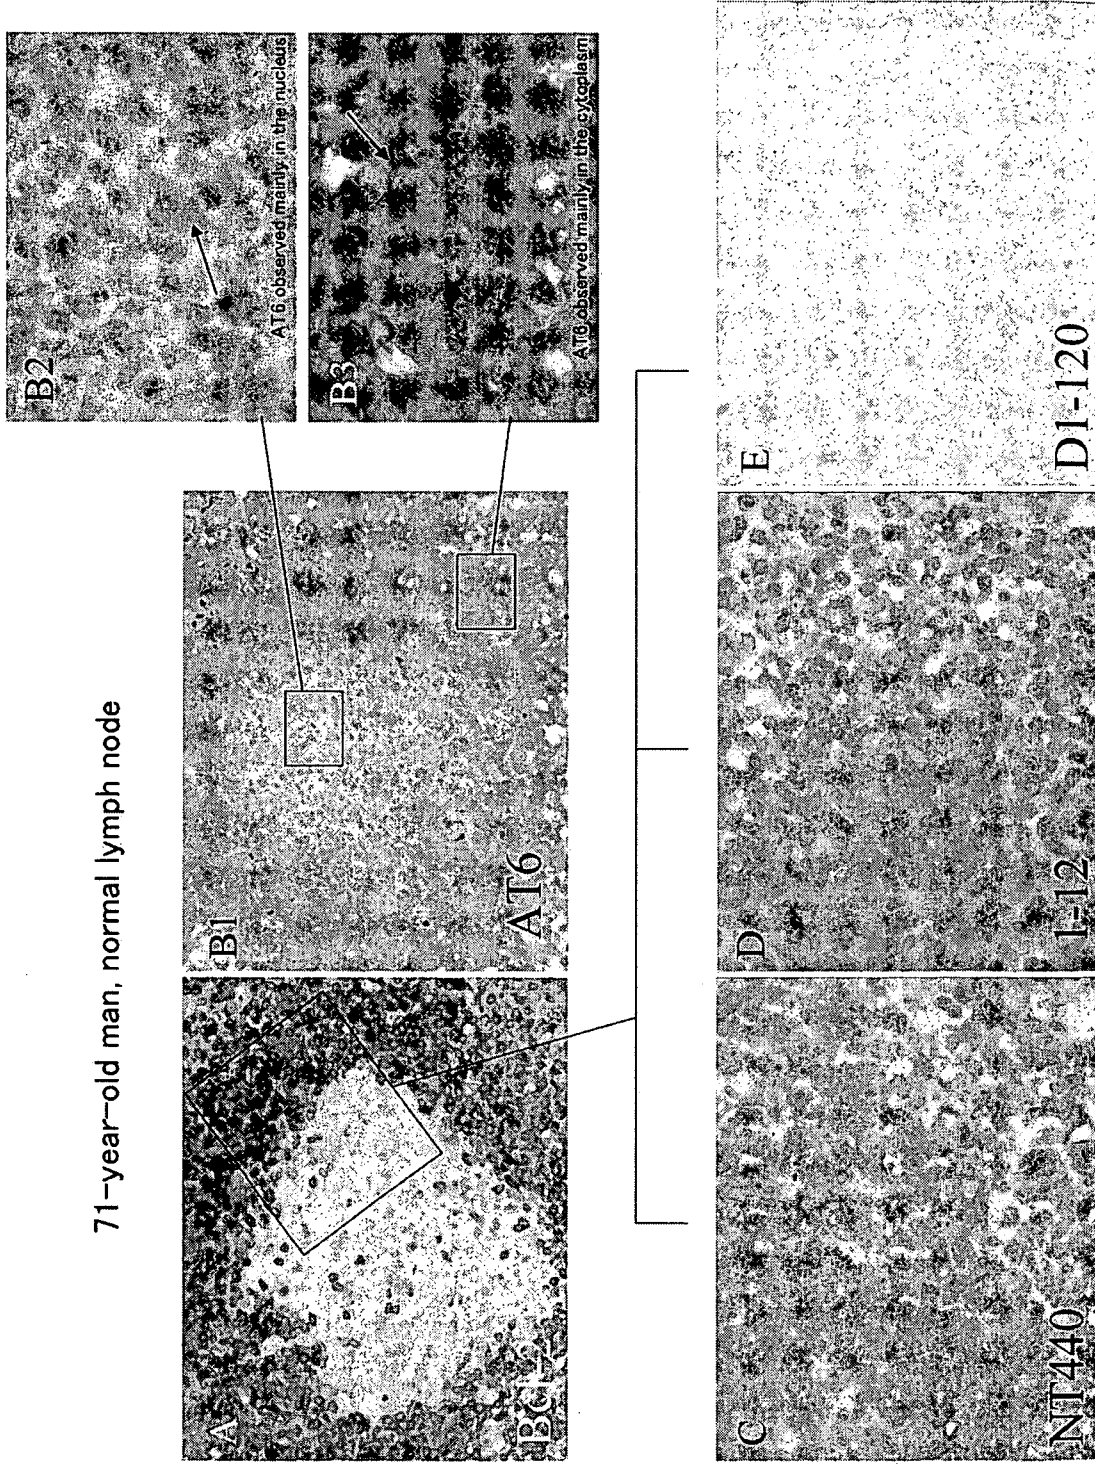 71-year-old man, normal lymph node
A
Bcl-2
B1
AT6
B2
AT6 observed mainly in the nucleus
B3
AT6 observed mainly in the cytoplasm
C
NT440
D
1-12
E
D1-120